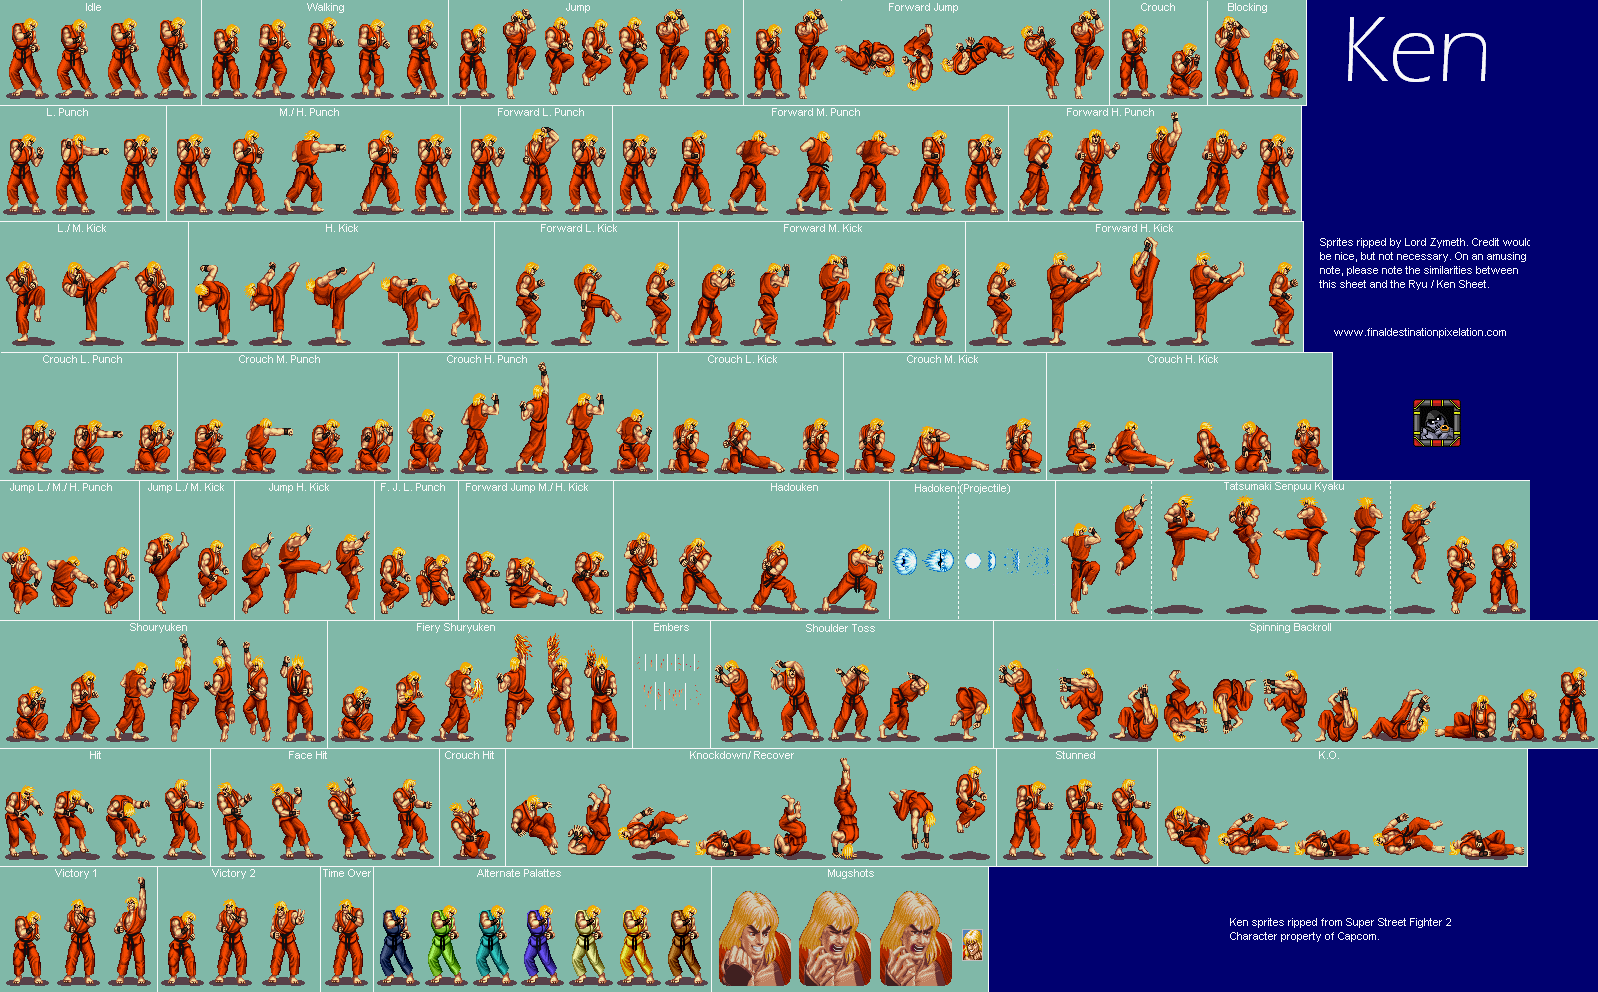 Idle
Walking
Jump
Forward Jump
Crouch
Blocking
Ken
L. Punch
M./ H. Punch
Forward L. Punch
Forward M. Punch
Forward H. Punch
L./ M. Kick
H. Kick
Forward L. Kick
Forward M. Kick
Forward H. Kick
Sprites ripped by Lord Zymeth. Credit would
be nice, but not necessary. On an amusing
note, please note the similarities between
this sheet and the Ryu / Ken Sheet.
www.finaldestinationpixelation.com
Crouch L. Punch
Crouch M. Punch
Crouch H. Punch
Crouch L. Kick
Crouch M. Kick
Crouch H. Kick
Jump L./ M./ H. Punch
Jump L./ M. Kick
Jump H. Kick
F. J. L. Punch
Forward Jump M./ H. Kick
Hadouken
Hadoken (Projectile)
Tatsumaki Senpuu Kyaku
Shouryuken
Fiery Shuryuken
Embers
Shoulder Toss
Spinning Backroll
Hit
Face Hit
Crouch Hit
Knockdown/ Recover
Stunned
K.O.
Victory 1
Victory 2
Time Over
Alternate Palattes
Mugshots
Ken sprites ripped from Super Street Fighter 2
Character property of Capcom.